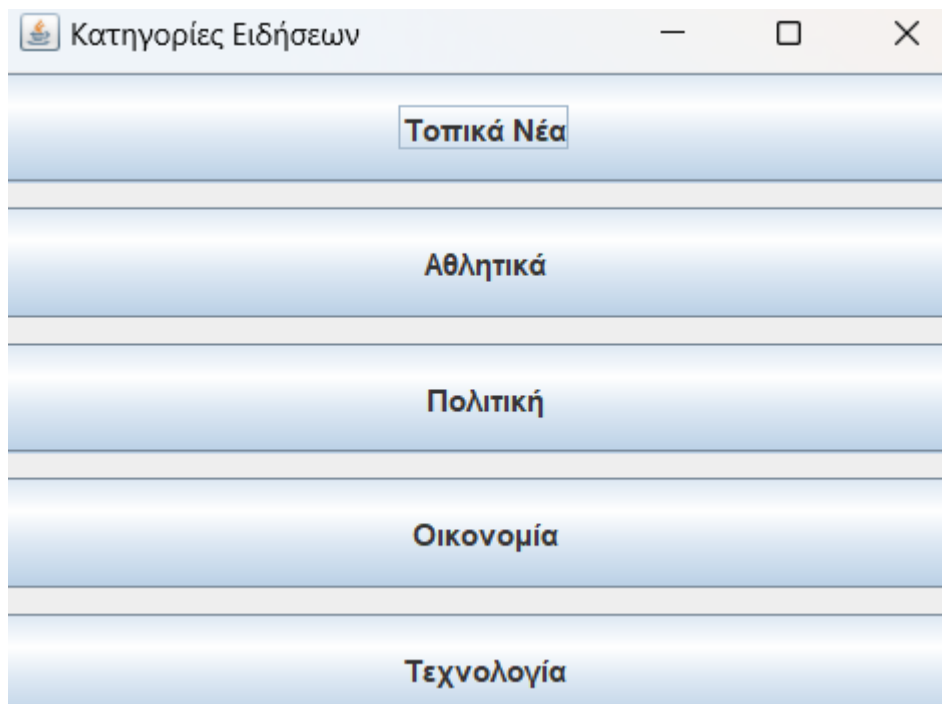 Κατηγορίες Ειδήσεων
Τοπικά Νέα
Αθλητικά
Πολιτική
Οικονομία
Τεχνολογία